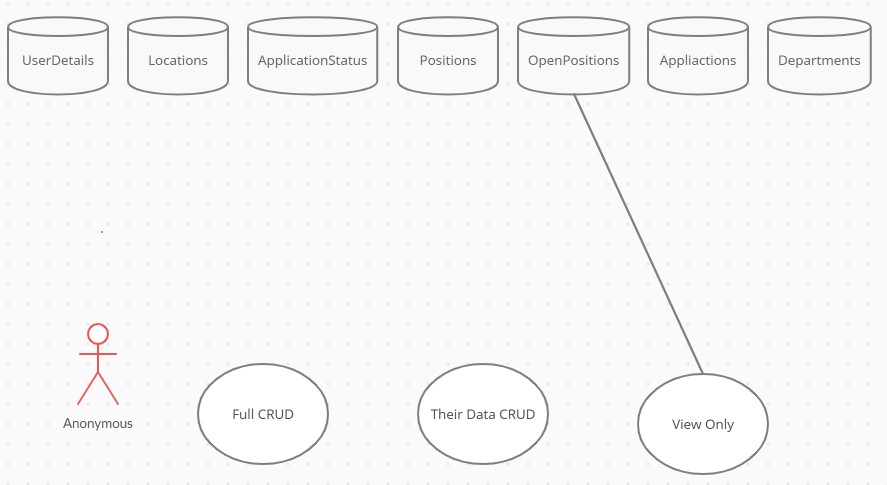 UserDetails
Locations
ApplicationStatus
Positions
OpenPositions
Appliactions
Departments
Anonymous
Full CRUD
Their Data CRUD
View Only